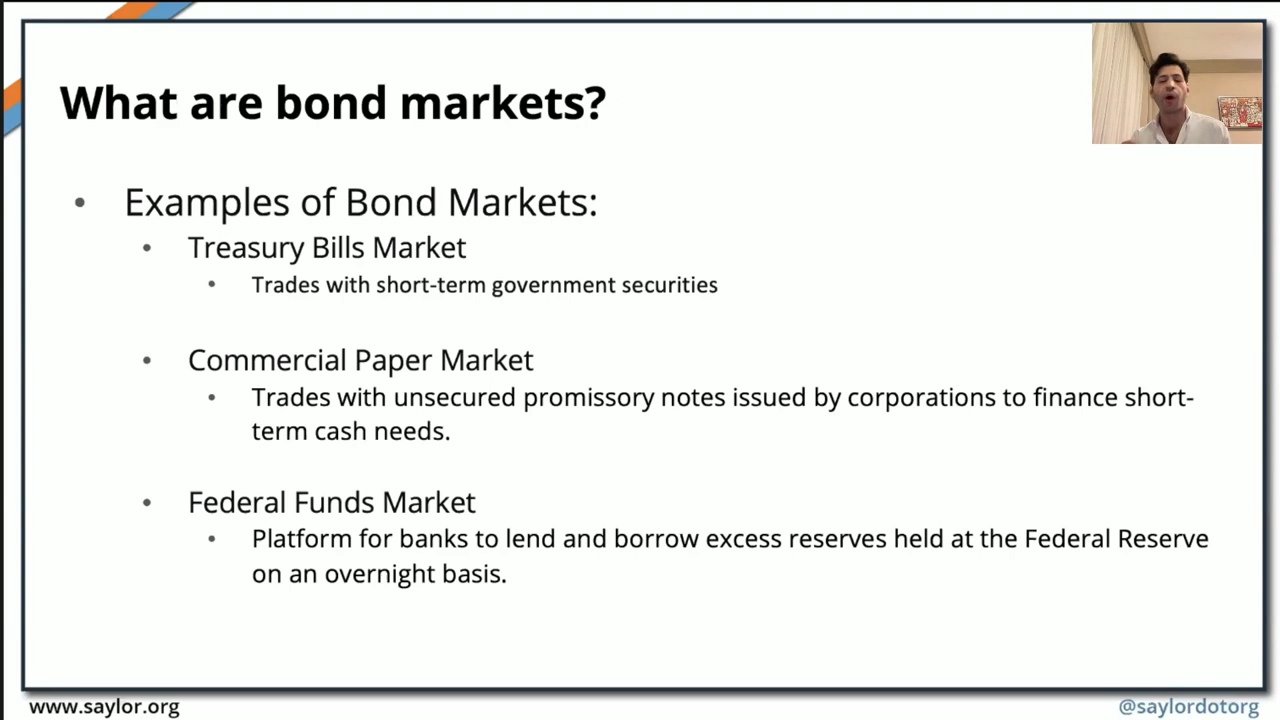 What are bond markets?
• Examples of Bond Markets:
• Treasury Bills Market
• Trades with short-term government securities
• Commercial Paper Market
• Trades with unsecured promissory notes issued by corporations to finance short-
term cash needs.
• Federal Funds Market
• Platform for banks to lend and borrow excess reserves held at the Federal Reserve
on an overnight basis.
www.saylor.org
@saylordotorg